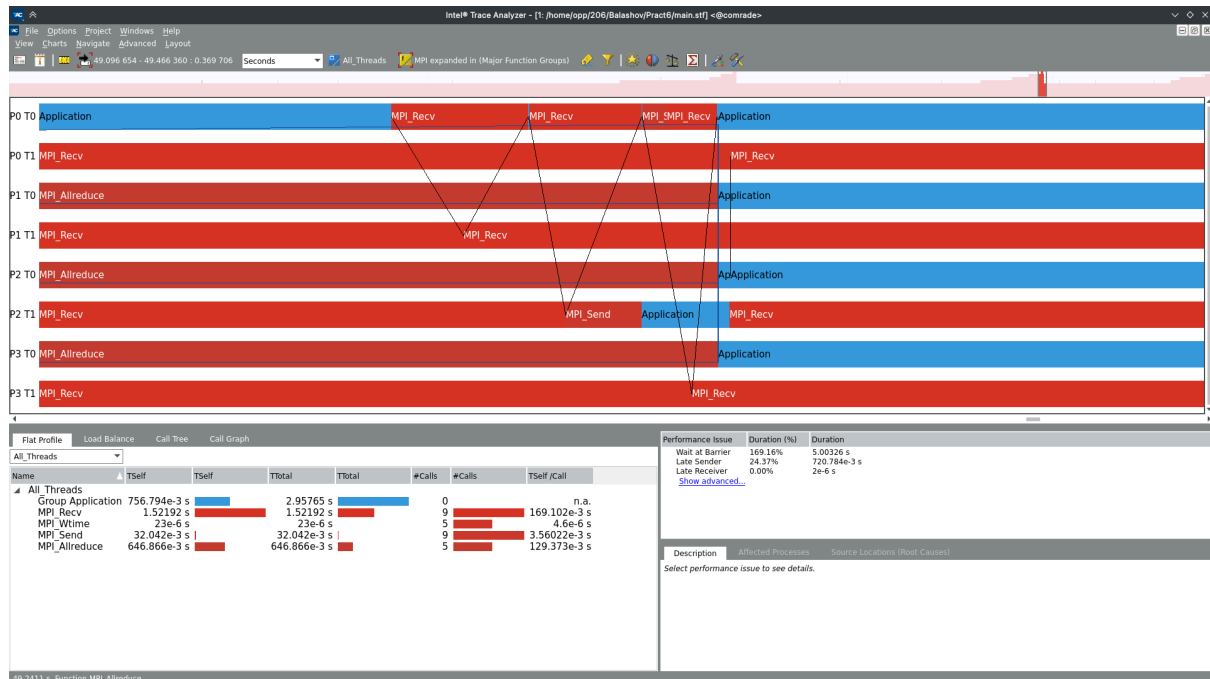 Intel® Trace Analyzer - [1: /home/opp/206/Balashov/Pract6/main.stf] <@comrade>
File Options Project Windows Help
View Charts Navigate Advanced Layout
49.096 654 - 49.466 360 : 0.369 706 Seconds All_Threads MPI expanded in (Major Function Groups)
P0 T0 Application MPI_Recv MPI_Recv MPI_S MPI_Recv Application
P0 T1 MPI_Recv MPI_Recv
P1 T0 MPI_Allreduce Application
P1 T1 MPI_Recv MPI_Recv
P2 T0 MPI_Allreduce Ap Application
P2 T1 MPI_Recv MPI_Send Application MPI_Recv
P3 T0 MPI_Allreduce Application
P3 T1 MPI_Recv MPI_Recv
Flat Profile Load Balance Call Tree Call Graph
All_Threads
Name TSelf TSelf TTotal TTotal #Calls #Calls TSelf /Call
All_Threads
Group Application 756.794e-3 s 2.95765 s 0 n.a.
MPI_Recv 1.52192 s 1.52192 s 9 169.102e-3 s
MPI_Wtime 23e-6 s 23e-6 s 5 4.6e-6 s
MPI_Send 32.042e-3 s 32.042e-3 s 9 3.56022e-3 s
MPI_Allreduce 646.866e-3 s 646.866e-3 s 5 129.373e-3 s
Performance Issue Duration (%) Duration
Wait at Barrier 169.16% 5.00326 s
Late Sender 24.37% 720.784e-3 s
Late Receiver 0.00% 2e-6 s
Show advanced...
Description Affected Processes Source Locations (Root Causes)
Select performance issue to see details.
49.2411 s, Function MPI_Allreduce